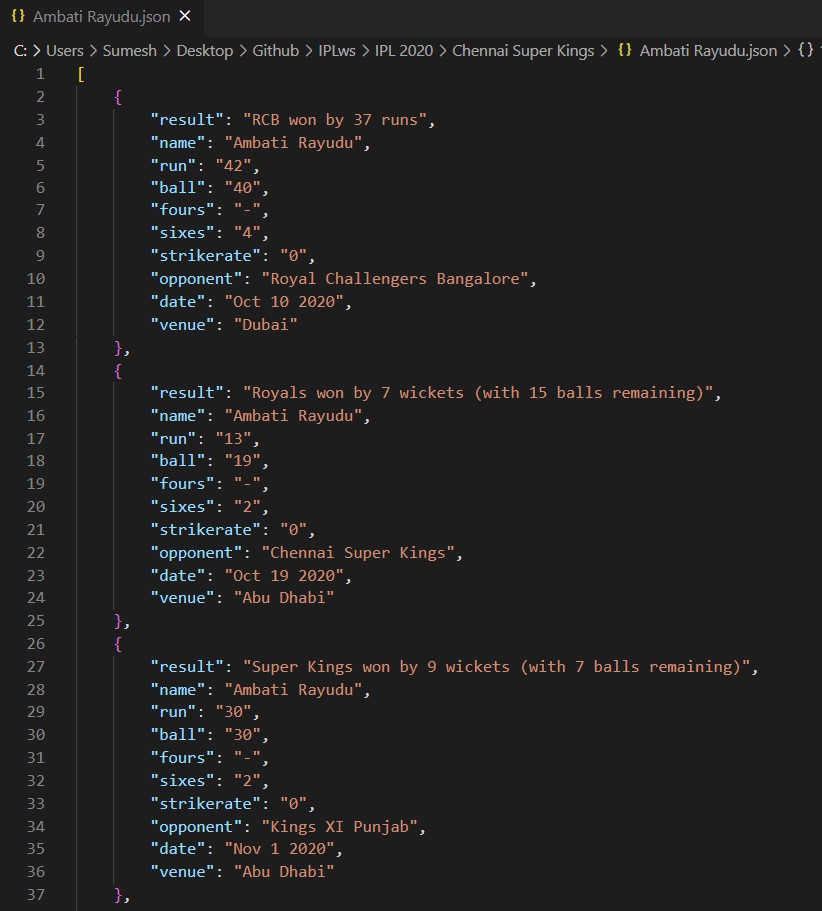 {} Ambati Rayudu.json ×
C: > Users > Sumesh > Desktop > Github > IPLws > IPL 2020 > Chennai Super Kings > {} Ambati Rayudu.json > {}
1 [
2 {
3 "result": "RCB won by 37 runs",
4 "name": "Ambati Rayudu",
5 "run": "42",
6 "ball": "40",
7 "fours": "-",
8 "sixes": "4",
9 "strikerate": "0",
10 "opponent": "Royal Challengers Bangalore",
11 "date": "Oct 10 2020",
12 "venue": "Dubai"
13 },
14 {
15 "result": "Royals won by 7 wickets (with 15 balls remaining)",
16 "name": "Ambati Rayudu",
17 "run": "13",
18 "ball": "19",
19 "fours": "-",
20 "sixes": "2",
21 "strikerate": "0",
22 "opponent": "Chennai Super Kings",
23 "date": "Oct 19 2020",
24 "venue": "Abu Dhabi"
25 },
26 {
27 "result": "Super Kings won by 9 wickets (with 7 balls remaining)",
28 "name": "Ambati Rayudu",
29 "run": "30",
30 "ball": "30",
31 "fours": "-",
32 "sixes": "2",
33 "strikerate": "0",
34 "opponent": "Kings XI Punjab",
35 "date": "Nov 1 2020",
36 "venue": "Abu Dhabi"
37 },